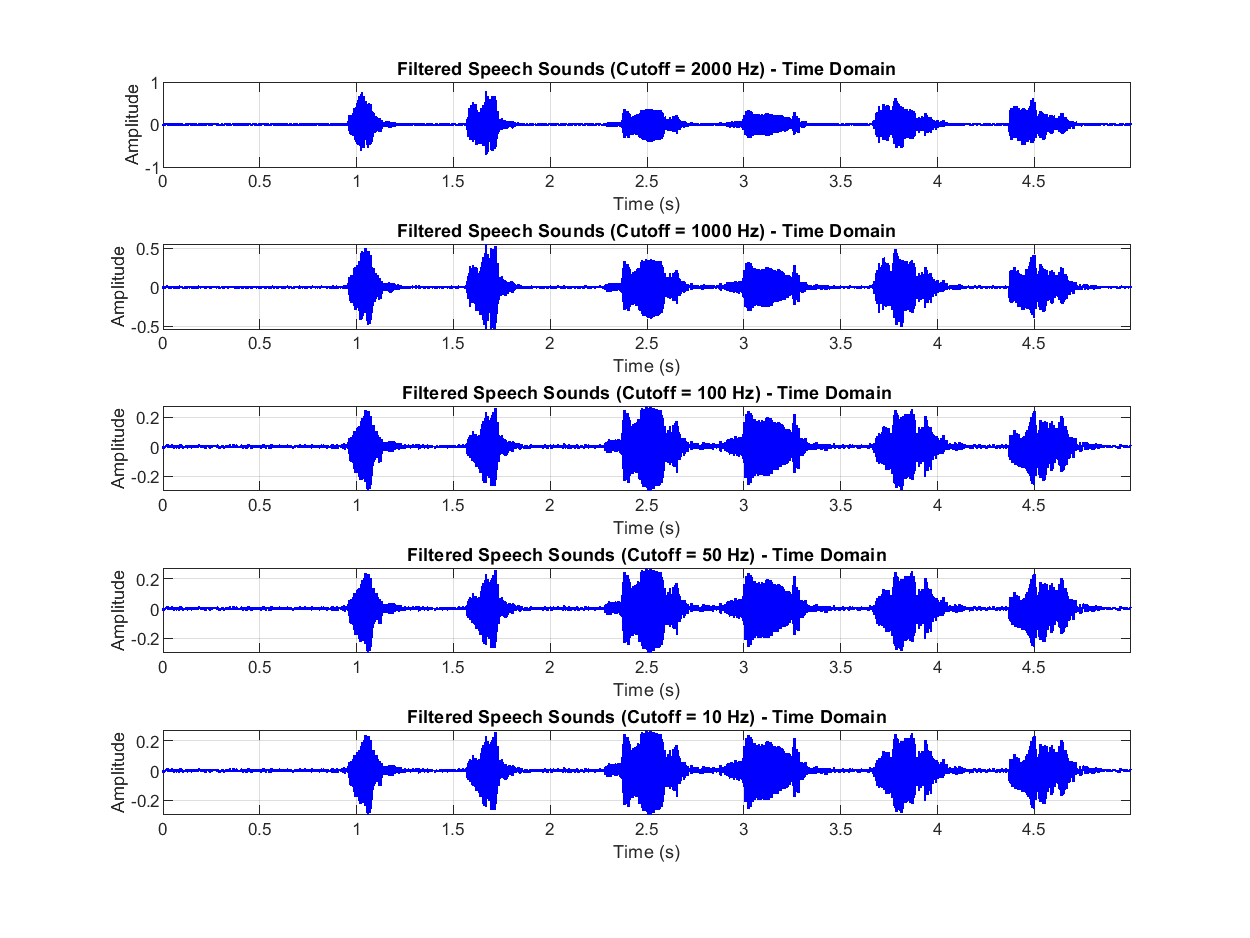 Filtered Speech Sounds (Cutoff = 2000 Hz) - Time Domain
1
0
-1
Amplitude
0 0.5 1 1.5 2 2.5 3 3.5 4 4.5
Time (s)
Filtered Speech Sounds (Cutoff = 1000 Hz) - Time Domain
0.5
0
-0.5
Amplitude
0 0.5 1 1.5 2 2.5 3 3.5 4 4.5
Time (s)
Filtered Speech Sounds (Cutoff = 100 Hz) - Time Domain
0.2
0
-0.2
Amplitude
0 0.5 1 1.5 2 2.5 3 3.5 4 4.5
Time (s)
Filtered Speech Sounds (Cutoff = 50 Hz) - Time Domain
0.2
0
-0.2
Amplitude
0 0.5 1 1.5 2 2.5 3 3.5 4 4.5
Time (s)
Filtered Speech Sounds (Cutoff = 10 Hz) - Time Domain
0.2
0
-0.2
Amplitude
0 0.5 1 1.5 2 2.5 3 3.5 4 4.5
Time (s)